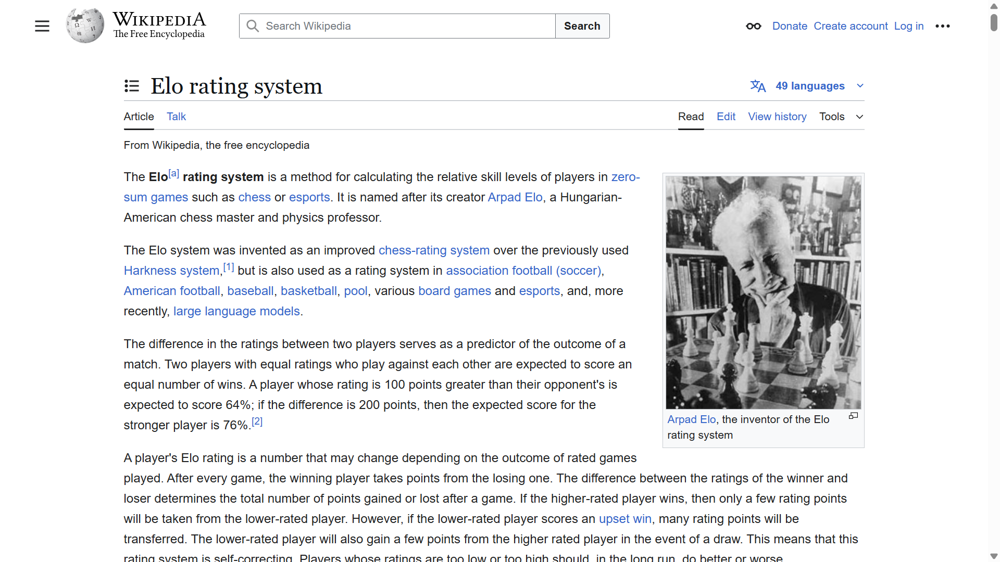 WIKIPEDIA
The Free Encyclopedia
Search Wikipedia
Search
Donate Create account Log in
Elo rating system
49 languages
Article Talk
Read Edit View history Tools
From Wikipedia, the free encyclopedia
The Elo[a] rating system is a method for calculating the relative skill levels of players in zero-
sum games such as chess or esports. It is named after its creator Arpad Elo, a Hungarian-
American chess master and physics professor.
The Elo system was invented as an improved chess-rating system over the previously used
Harkness system,[1] but is also used as a rating system in association football (soccer),
American football, baseball, basketball, pool, various board games and esports, and, more
recently, large language models.
The difference in the ratings between two players serves as a predictor of the outcome of a
match. Two players with equal ratings who play against each other are expected to score an
equal number of wins. A player whose rating is 100 points greater than their opponent's is
expected to score 64%; if the difference is 200 points, then the expected score for the
stronger player is 76%.[2]
Arpad Elo, the inventor of the Elo
rating system
A player's Elo rating is a number that may change depending on the outcome of rated games
played. After every game, the winning player takes points from the losing one. The difference between the ratings of the winner and
loser determines the total number of points gained or lost after a game. If the higher-rated player wins, then only a few rating points
will be taken from the lower-rated player. However, if the lower-rated player scores an upset win, many rating points will be
transferred. The lower-rated player will also gain a few points from the higher rated player in the event of a draw. This means that this
rating system is self-correcting. Players whose ratings are too low or too high should, in the long run, do better or worse